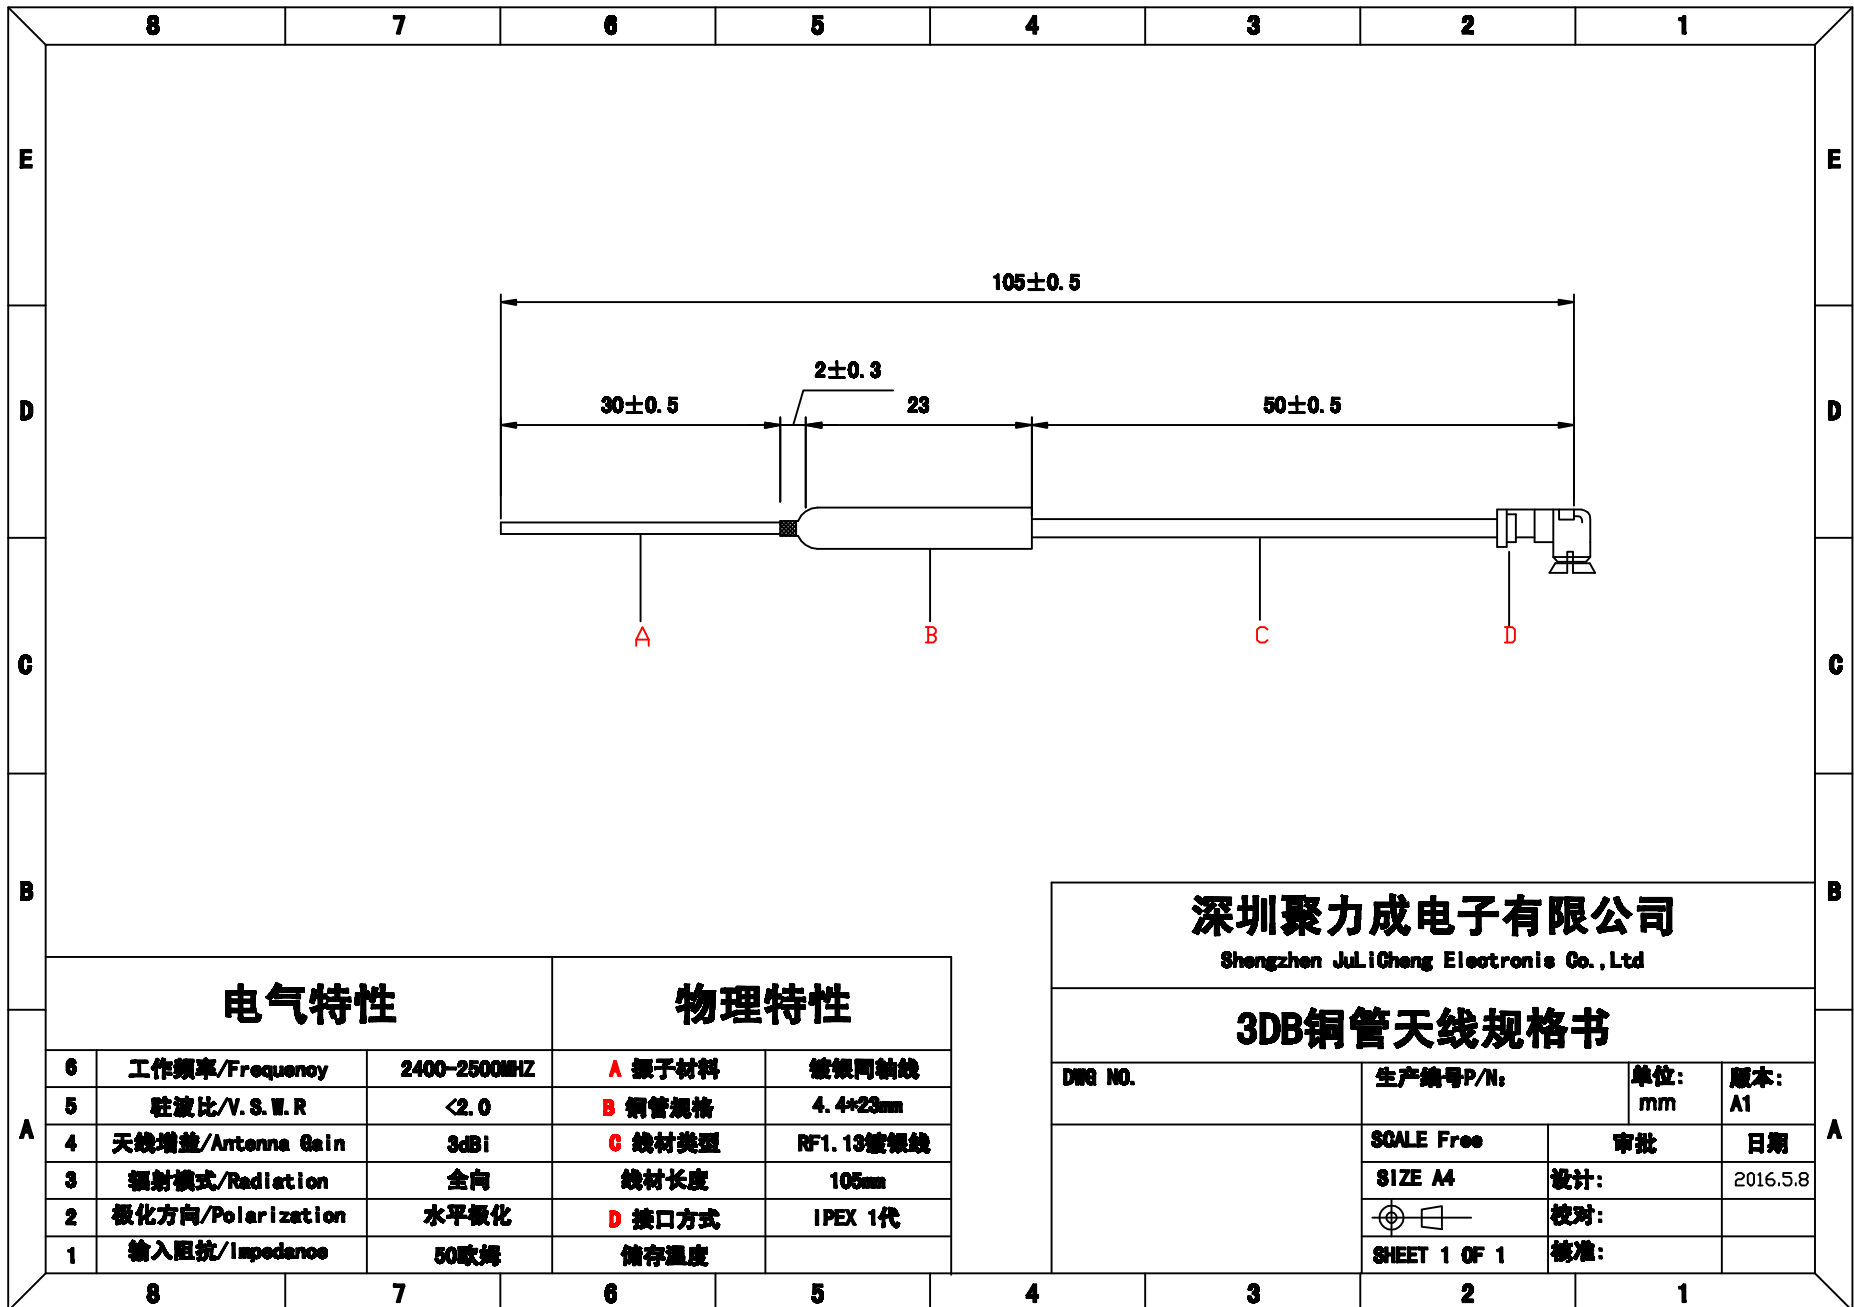 8 7 6 5 4 3 2 1
E E
105±0.5
2±0.3
30±0.5 23 50±0.5
D D
A B C D
C C
B B
深圳聚力成电子有限公司
Shengzhen JuLiCheng Electronic Co.,Ltd
电气特性 物理特性
3DB铜管天线规格书
6 工作频率/Frequency 2400-2500MHZ A 振子材料 镀银同轴线
DWG NO. 生产编号P/N: 单位: mm 版本: A1
5 驻波比/V.S.W.R <2.0 B 铜管规格 4.4*23mm
A A
4 天线增益/Antenna Gain 3dBi C 线材类型 RF1.13镀银线
SCALE Free 审批 日期
3 辐射模式/Radiation 全向 线材长度 105mm
SIZE A4 设计: 2016.5.8
2 极化方向/Polarization 水平极化 D 接口方式 IPEX 1代
校对:
1 输入阻抗/Impedance 50欧姆 储存温度
SHEET 1 OF 1 核准:
8 7 6 5 4 3 2 1